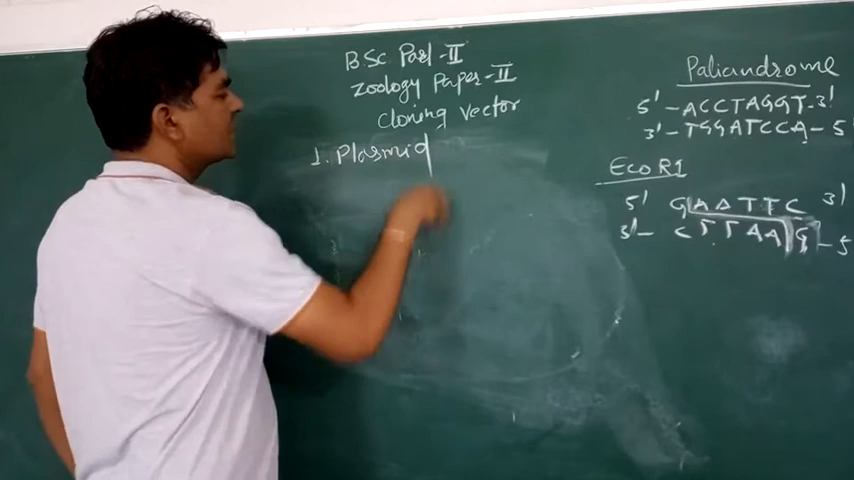 BSc Part-II
Zoology Paper-II
Cloning Vector
1. Plasmid
Paliandrome
5'-ACCTAGGT-3'
3'-TGGATCCA-5'
EcoR1
5' GAATTC 3'
3'- CTTAAG-5